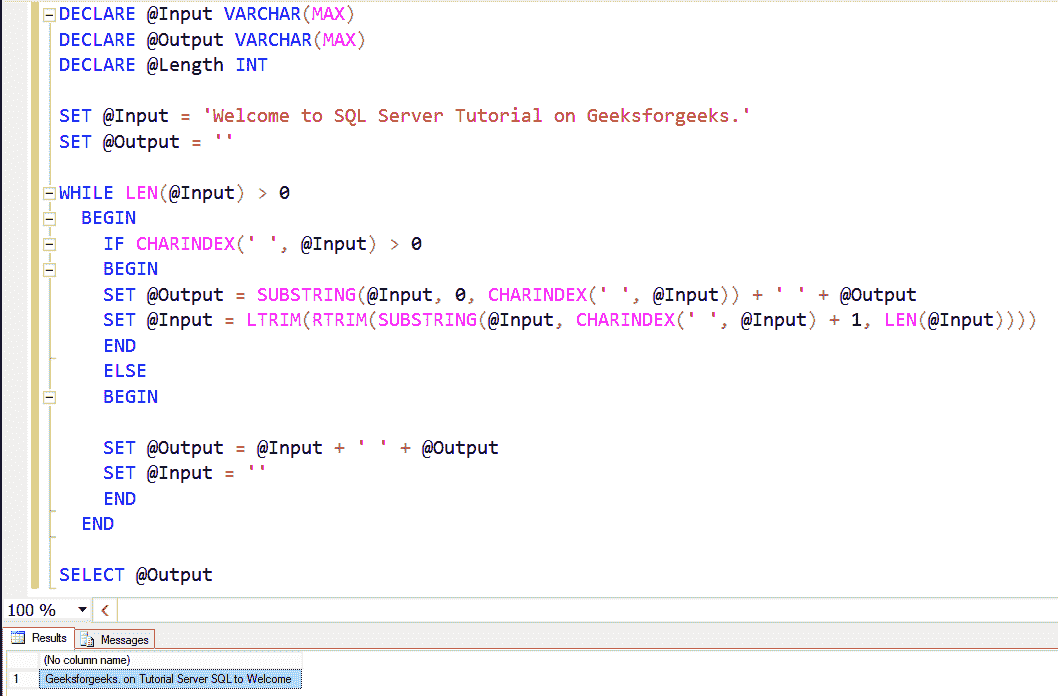 DECLARE @Input VARCHAR(MAX)
DECLARE @Output VARCHAR(MAX)
DECLARE @Length INT
SET @Input = 'Welcome to SQL Server Tutorial on Geeksforgeeks.'
SET @Output = ''
WHILE LEN(@Input) > 0
BEGIN
IF CHARINDEX(' ', @Input) > 0
BEGIN
SET @Output = SUBSTRING(@Input, 0, CHARINDEX(' ', @Input)) + ' ' + @Output
SET @Input = LTRIM(RTRIM(SUBSTRING(@Input, CHARINDEX(' ', @Input) + 1, LEN(@Input))))
END
ELSE
BEGIN
SET @Output = @Input + ' ' + @Output
SET @Input = ''
END
END
SELECT @Output
100 %
Results Messages
(No column name)
1 Geeksforgeeks. on Tutorial Server SQL to Welcome